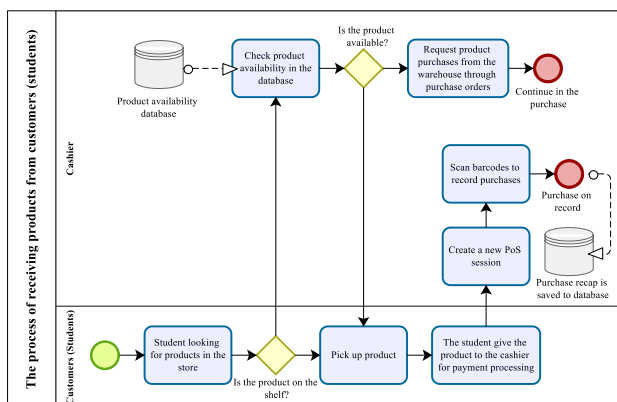 The process of receiving products from customers (students)
Cashier
Product availability
database
Check product
availability in the
database
Is the product
available?
Request product
purchases from the
warehouse through
purchase orders
Continue in the
purchase
Scan barcodes to
record purchases
Purchase on
record
Create a new PoS
session
Purchase recap is
saved to database
Customers (Students)
Student looking
for products in the
store
Is the product on the
shelf?
Pick up product
The student give the
product to the cashier
for payment processing